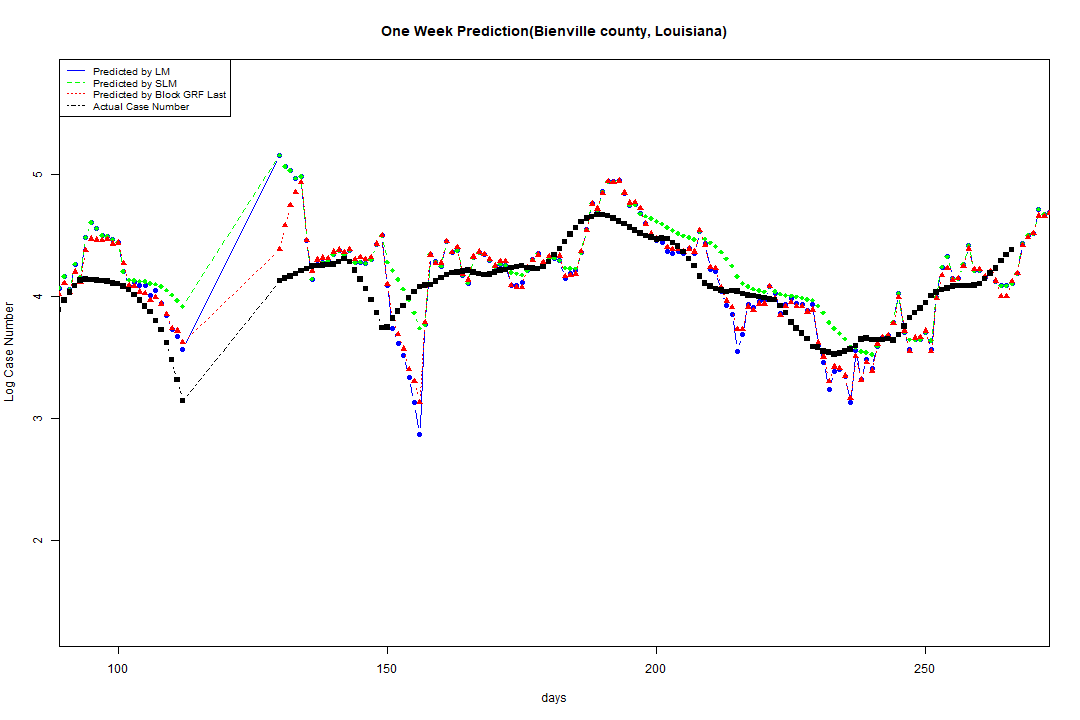 One Week Prediction(Bienville county, Louisiana)
Predicted by LM
Predicted by SLM
Predicted by Block GRF Last
Actual Case Number
5
4
3
2
Log Case Number
100
150
200
250
days